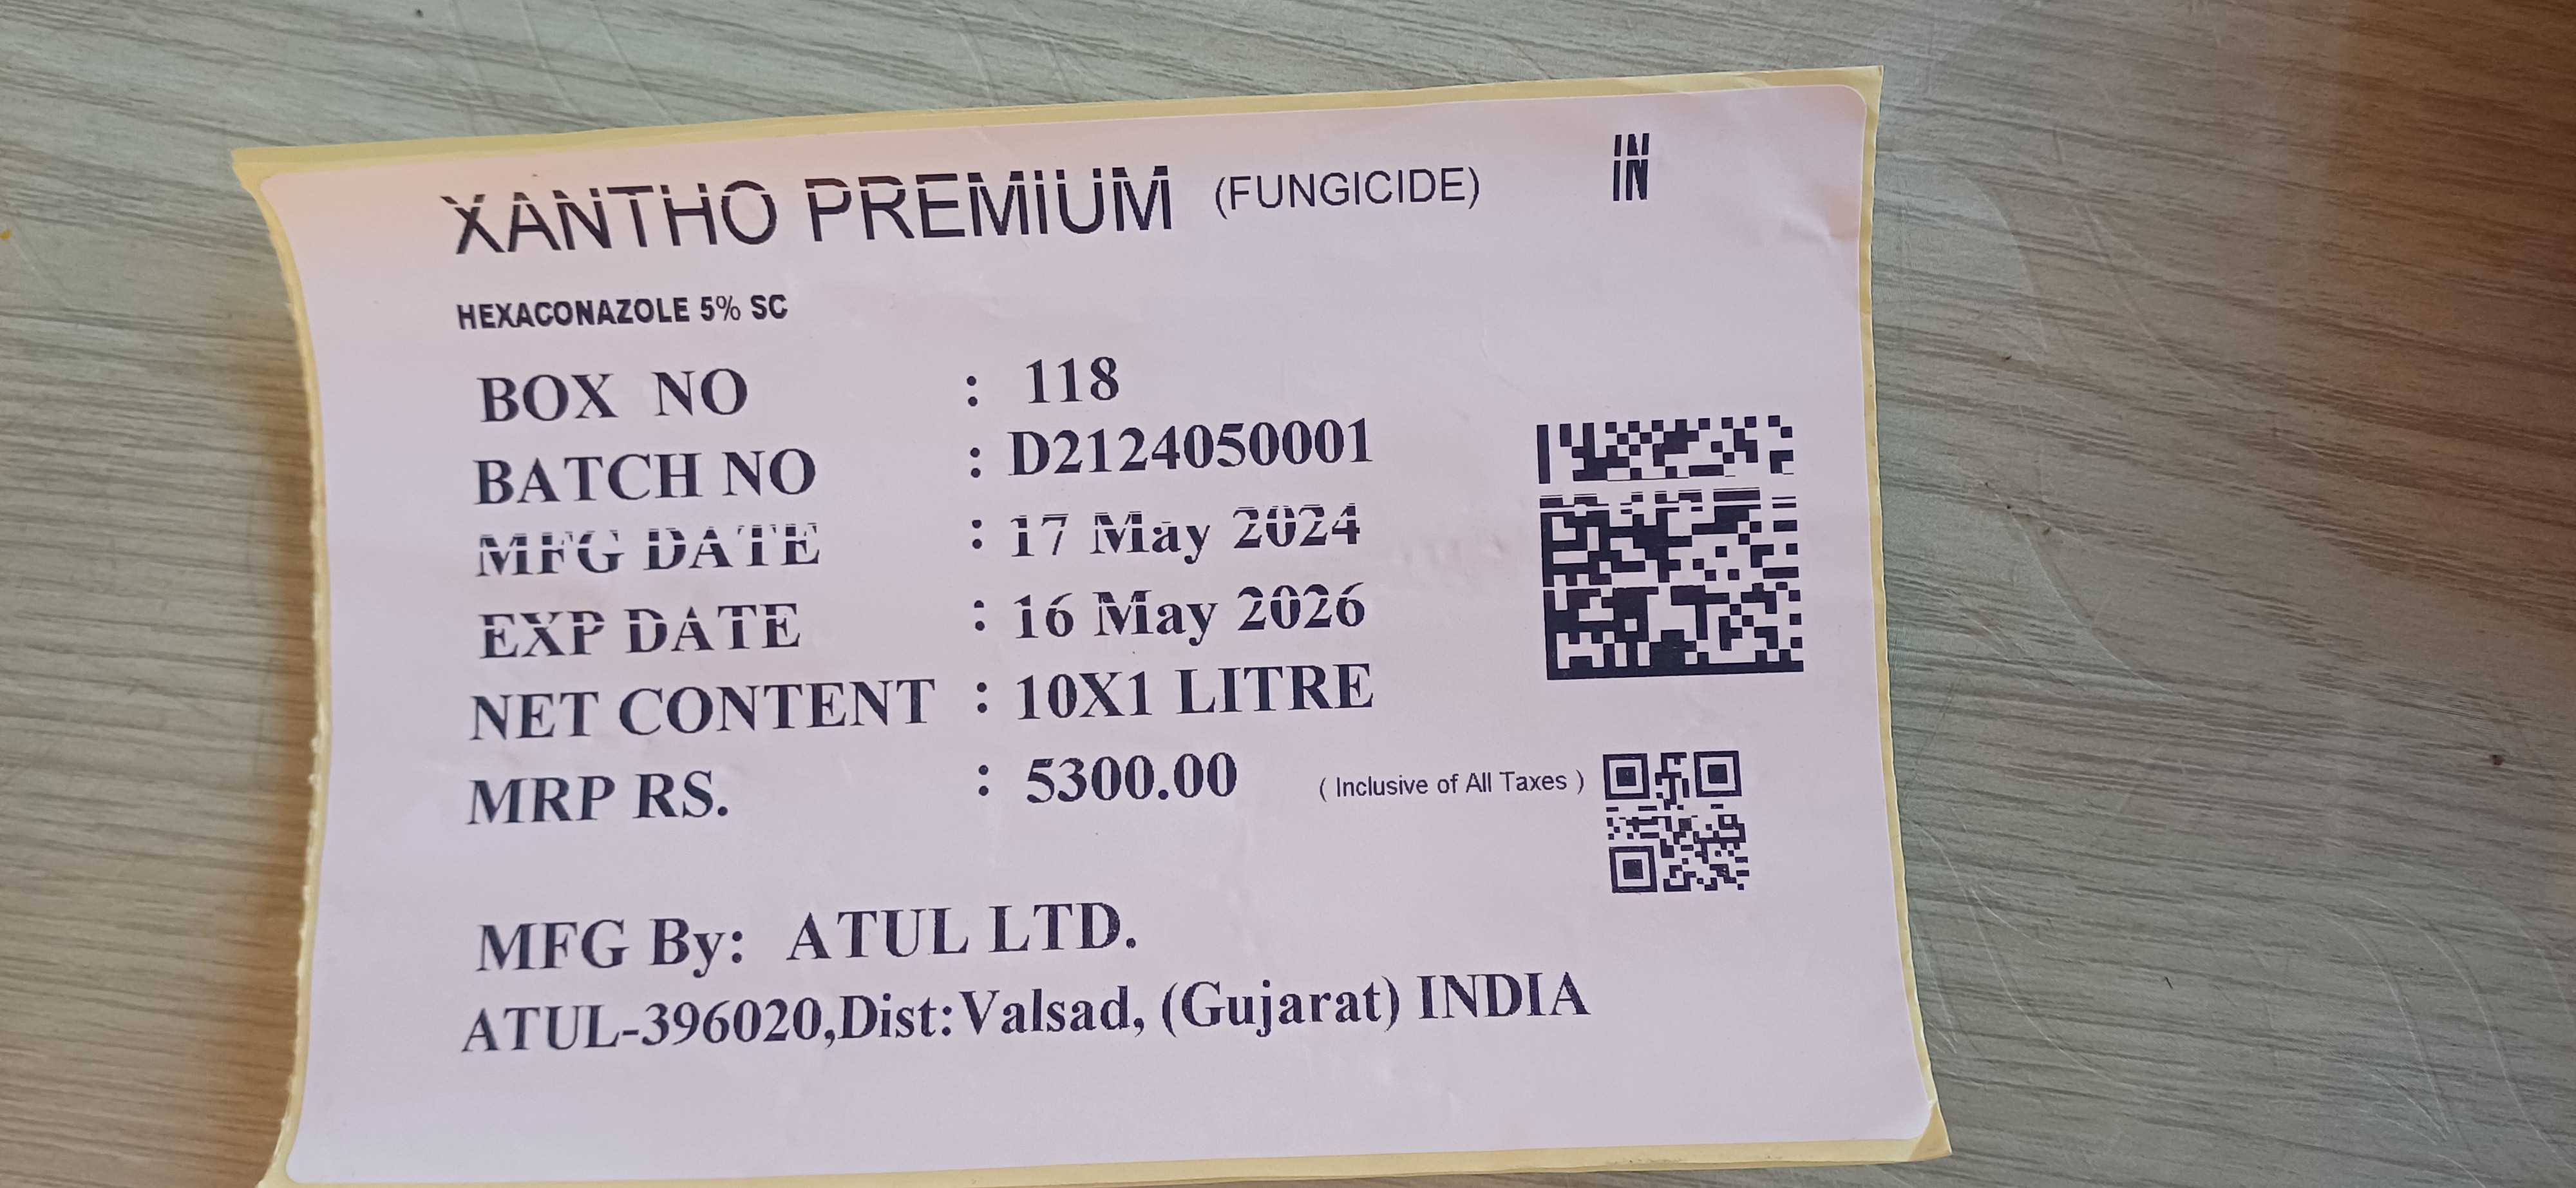 XANTHO PREMIUM (FUNGICIDE) IN
HEXACONAZOLE 5% SC
BOX NO : 118
BATCH NO : D2124050001
MFG DATE : 17 May 2024
EXP DATE : 16 May 2026
NET CONTENT : 10X1 LITRE
MRP RS. : 5300.00 ( Inclusive of All Taxes )
MFG By: ATUL LTD.
ATUL-396020,Dist:Valsad, (Gujarat) INDIA